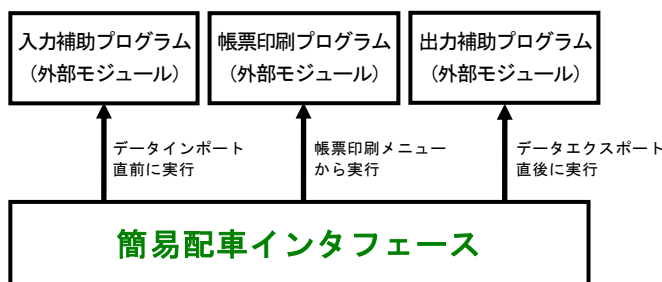 入力補助プログラム
（外部モジュール）
帳票印刷プログラム
（外部モジュール）
出力補助プログラム
（外部モジュール）
データインポート
直前に実行
帳票印刷メニュー
から実行
データエクスポート
直後に実行
簡易配車インタフェース